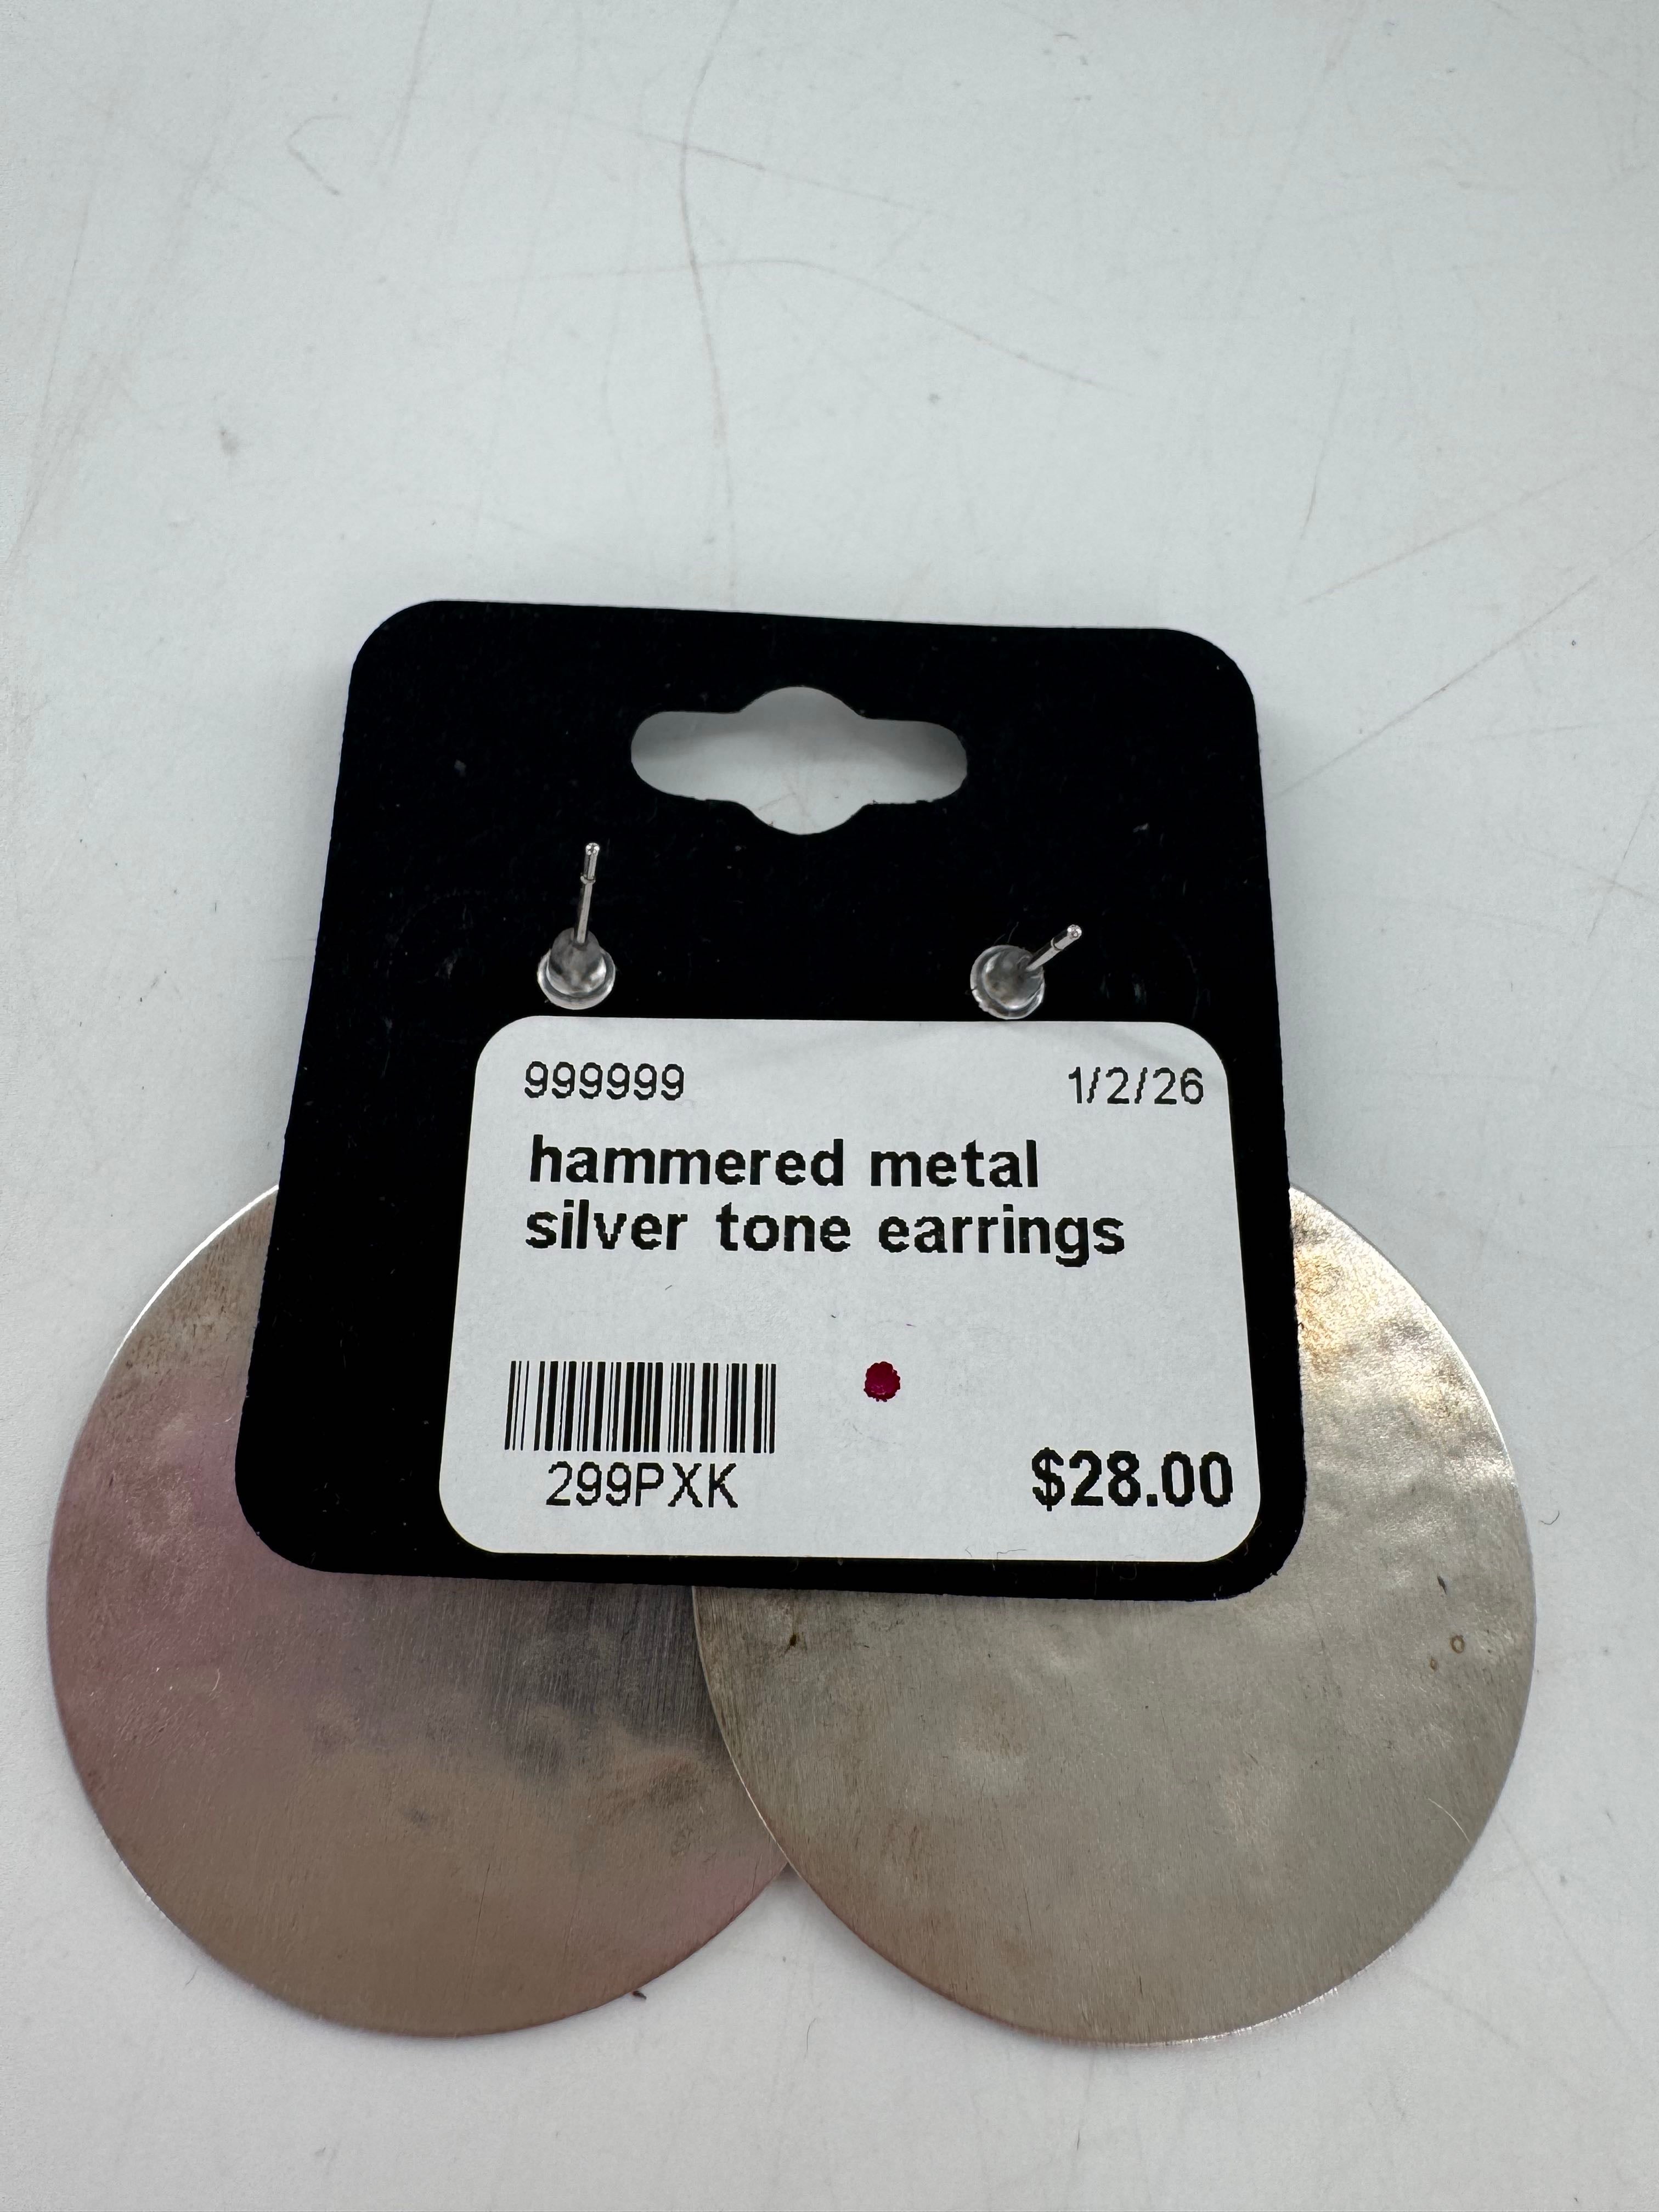 999999 1/2/26
hammered metal
silver tone earrings
299PXK $28.00